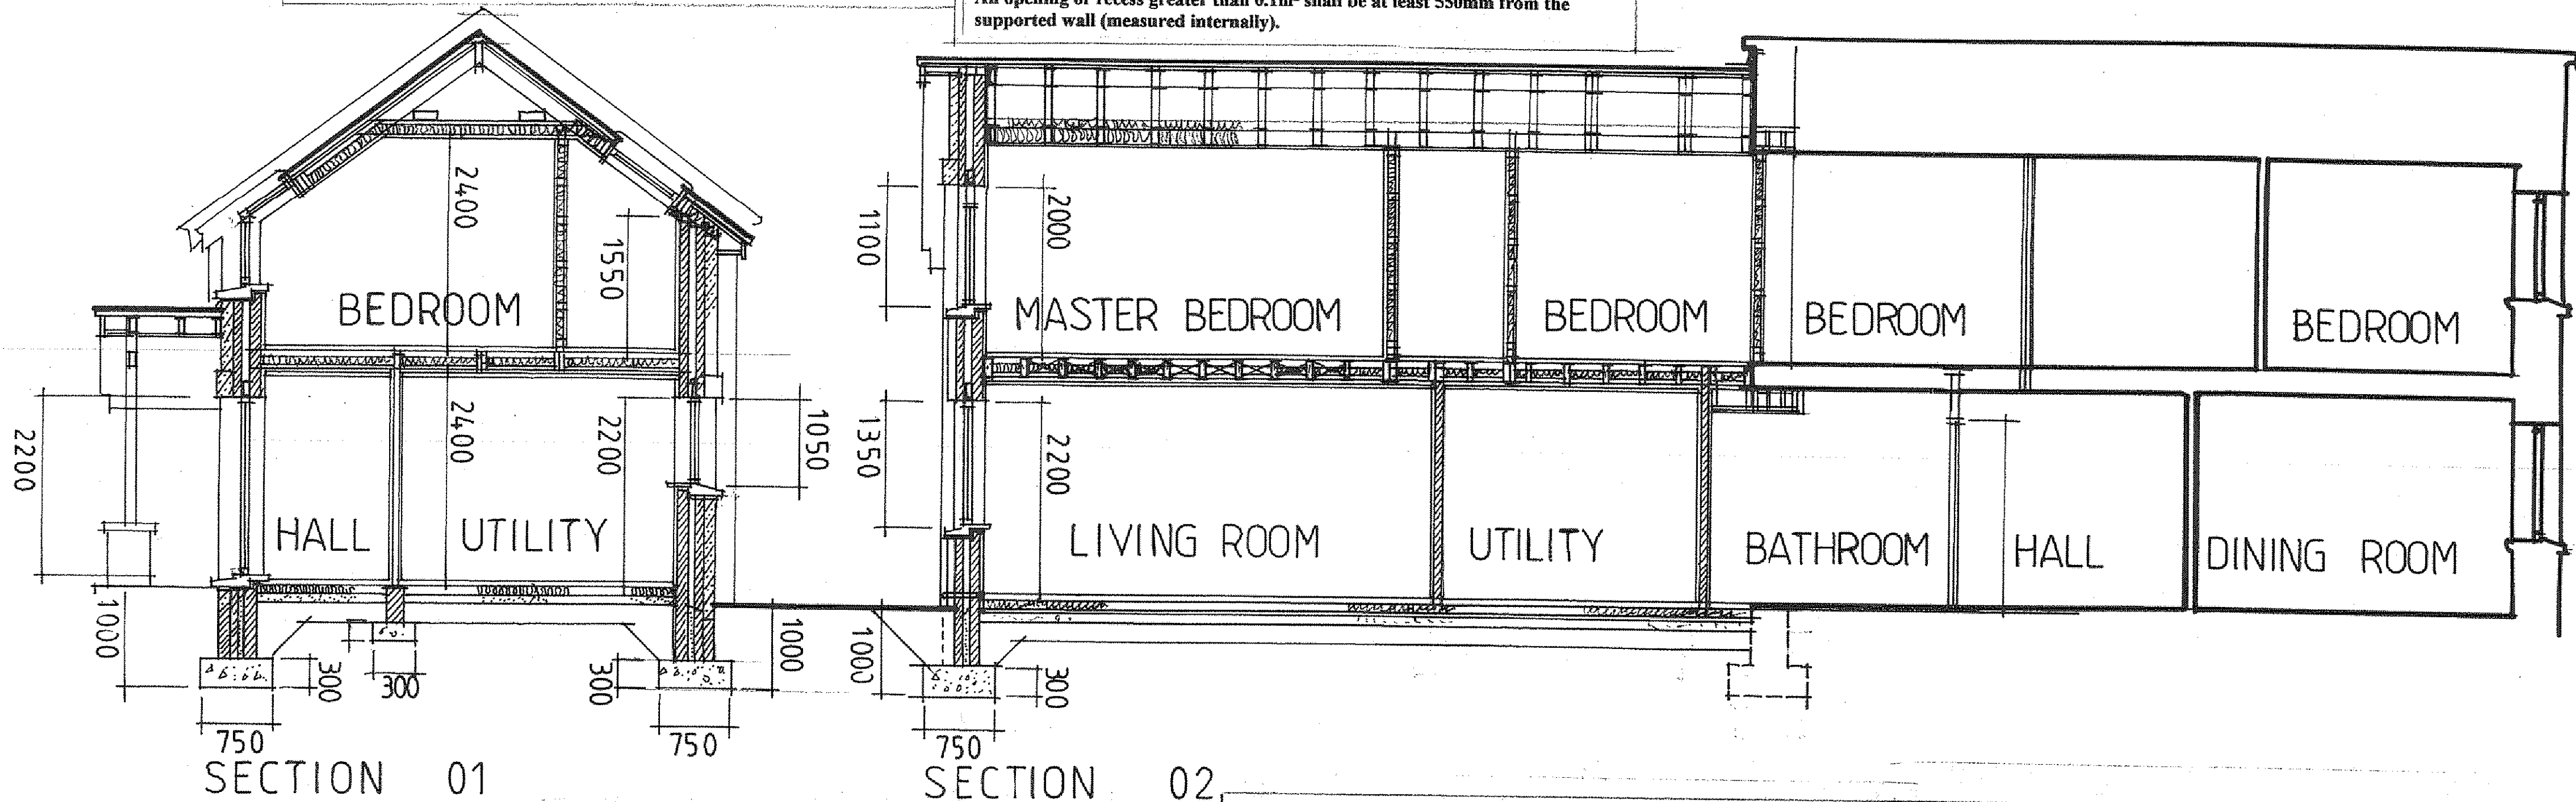 supported wall (measured internally).
2400
1550
BEDROOM
2200
2400
2200
1050
HALL
UTILITY
1000
300
300
300
1000
750
750
SECTION 01
1100
2000
MASTER BEDROOM
BEDROOM
BEDROOM
BEDROOM
1350
2200
LIVING ROOM
UTILITY
BATHROOM
HALL
DINING ROOM
1000
300
750
SECTION 02